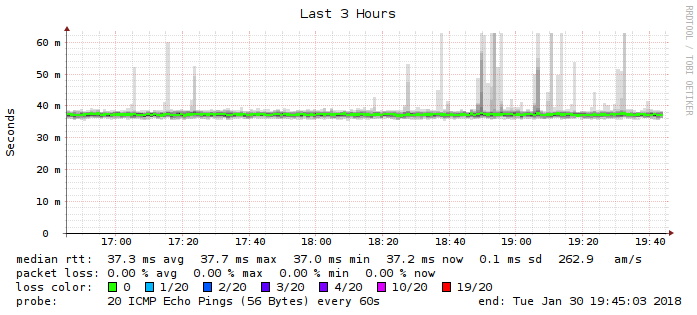 Last 3 Hours
RRDTOOL / TOBI OETIKER
Seconds
60 m
50 m
40 m
30 m
20 m
10 m
0
17:00 17:20 17:40 18:00 18:20 18:40 19:00 19:20 19:40
median rtt: 37.3 ms avg 37.7 ms max 37.0 ms min 37.2 ms now 0.1 ms sd 262.9 am/s
packet loss: 0.00 % avg 0.00 % max 0.00 % min 0.00 % now
loss color: 0 1/20 2/20 3/20 4/20 10/20 19/20
probe: 20 ICMP Echo Pings (56 Bytes) every 60s end: Tue Jan 30 19:45:03 2018